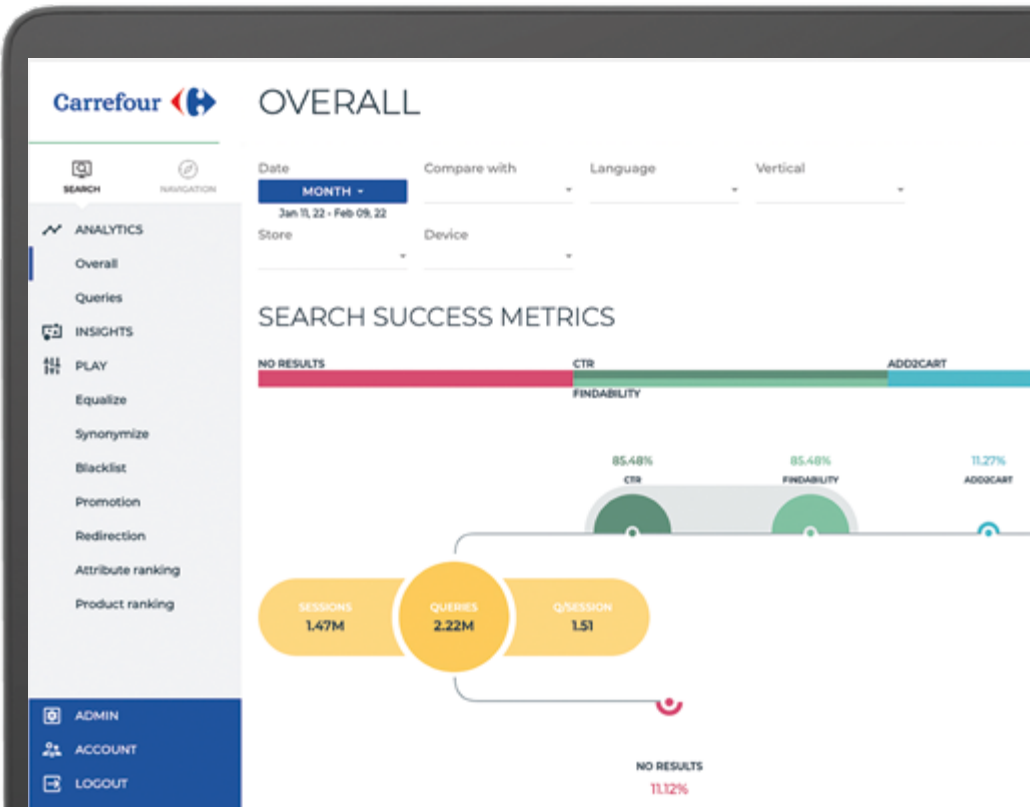 Carrefour
OVERALL
SEARCH
NAVIGATION
Date
Compare with
Language
Vertical
MONTH
Jan 11, 22 - Feb 09, 22
Store
Device
ANALYTICS
Overall
Queries
INSIGHTS
PLAY
Equalize
Synonymize
Blacklist
Promotion
Redirection
Attribute ranking
Product ranking
ADMIN
ACCOUNT
LOGOUT
SEARCH SUCCESS METRICS
NO RESULTS
CTR
ADD2CART
FINDABILITY
85.48%
CTR
85.48%
FINDABILITY
11.27%
ADD2CART
SESSIONS
1.47M
QUERIES
2.22M
Q/SESSION
1.51
NO RESULTS
11.12%